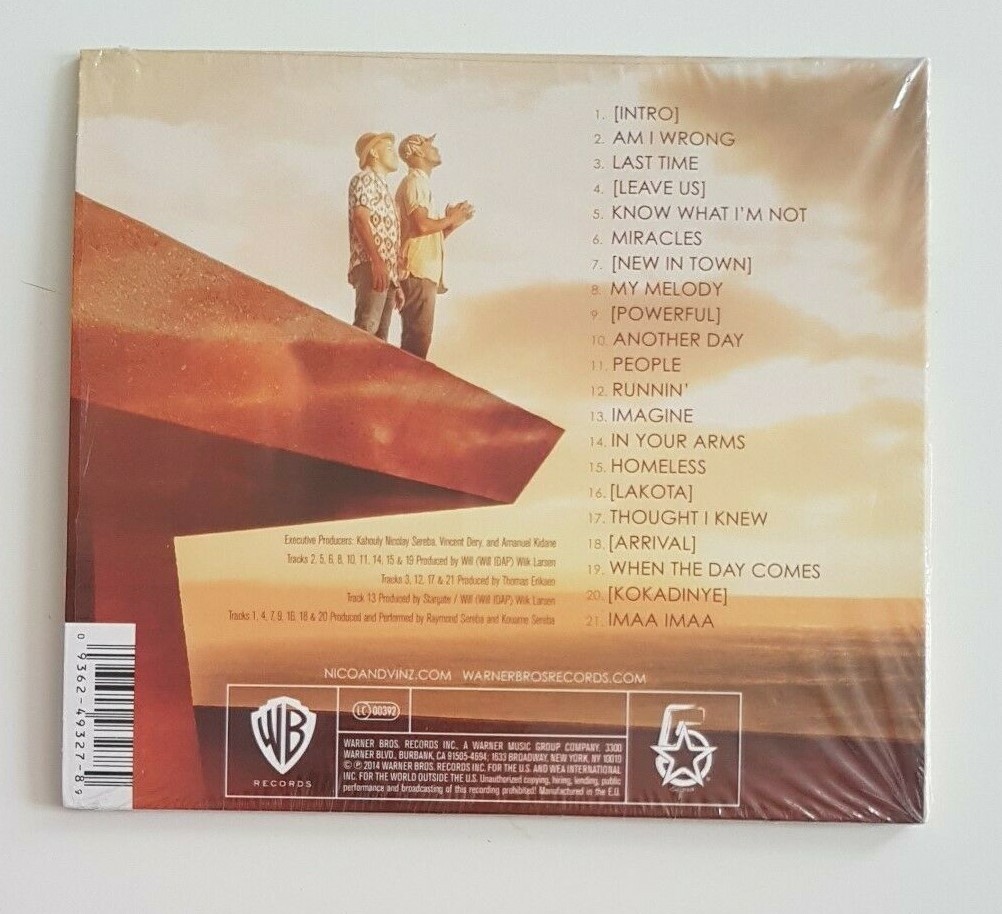 1. [INTRO]
2. AM I WRONG
3. LAST TIME
4. [LEAVE US]
5. KNOW WHAT I'M NOT
6. MIRACLES
7. [NEW IN TOWN]
8. MY MELODY
9. [POWERFUL]
10. ANOTHER DAY
11. PEOPLE
12. RUNNIN'
13. IMAGINE
14. IN YOUR ARMS
15. HOMELESS
16. [LAKOTA]
17. THOUGHT I KNEW
18. [ARRIVAL]
19. WHEN THE DAY COMES
20. [KOKADINYE]
21. IMAA IMAA
Executive Producers: Kahouly Nicolay Sereba, Vincent Dery, and Amanuel Kidane
Tracks 2, 5, 6, 8, 10, 11, 14, 15 & 19 Produced by Will (Will IDAP) Wiik Larsen
Tracks 3, 12, 17 & 21 Produced by Thomas Eriksen
Track 13 Produced by Stargate / Will (Will IDAP) Wiik Larsen
Tracks 1, 4, 7, 9, 16, 18 & 20 Produced and Performed by Raymond Sereba and Kouame Sereba
NICOANDVINZ.COM WARNERBROSRECORDS.COM
0 9362-49327-8 9
WB
RECORDS
LC 00392
WARNER BROS. RECORDS INC., A WARNER MUSIC GROUP COMPANY. 3300
WARNER BLVD., BURBANK, CA 91505-4694; 1633 BROADWAY, NEW YORK, NY 10019
© ℗ 2014 WARNER BROS. RECORDS INC. FOR THE U.S. AND WEA INTERNATIONAL
INC. FOR THE WORLD OUTSIDE THE U.S. Unauthorized copying, hiring, lending, public
performance and broadcasting of this recording prohibited! Manufactured in the E.U.
5